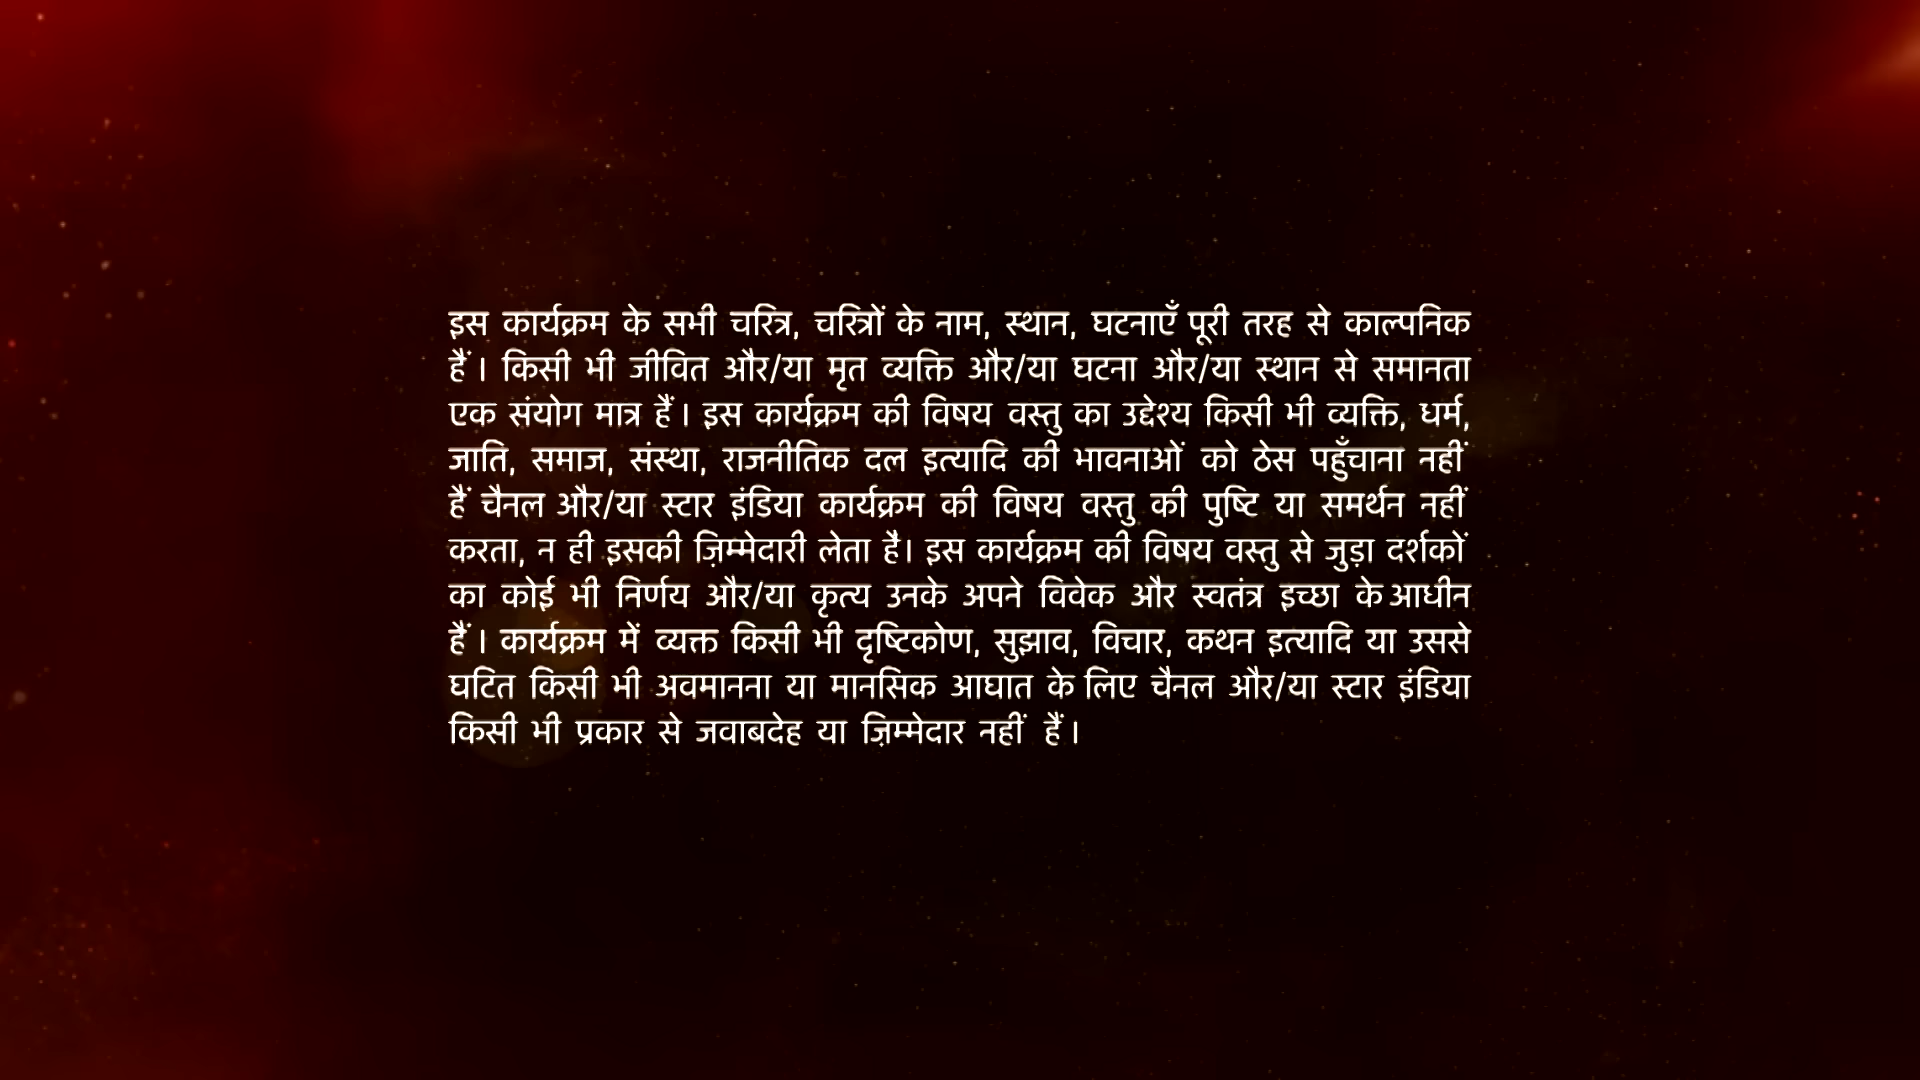 इस कार्यक्रम के सभी चरित्र, चरित्रों के नाम, स्थान, घटनाएँ पूरी तरह से काल्पनिक
हैं । किसी भी जीवित और/या मृत व्यक्ति और/या घटना और/या स्थान से समानता
एक संयोग मात्र हैं । इस कार्यक्रम की विषय वस्तु का उद्देश्य किसी भी व्यक्ति, धर्म,
जाति, समाज, संस्था, राजनीतिक दल इत्यादि की भावनाओं को ठेस पहुँचाना नहीं
हैं चैनल और/या स्टार इंडिया कार्यक्रम की विषय वस्तु की पुष्टि या समर्थन नहीं
करता, न ही इसकी ज़िम्मेदारी लेता है। इस कार्यक्रम की विषय वस्तु से जुड़ा दर्शकों
का कोई भी निर्णय और/या कृत्य उनके अपने विवेक और स्वतंत्र इच्छा के आधीन
हैं । कार्यक्रम में व्यक्त किसी भी दृष्टिकोण, सुझाव, विचार, कथन इत्यादि या उससे
घटित किसी भी अवमानना या मानसिक आघात के लिए चैनल और/या स्टार इंडिया
किसी भी प्रकार से जवाबदेह या ज़िम्मेदार नहीं हैं ।